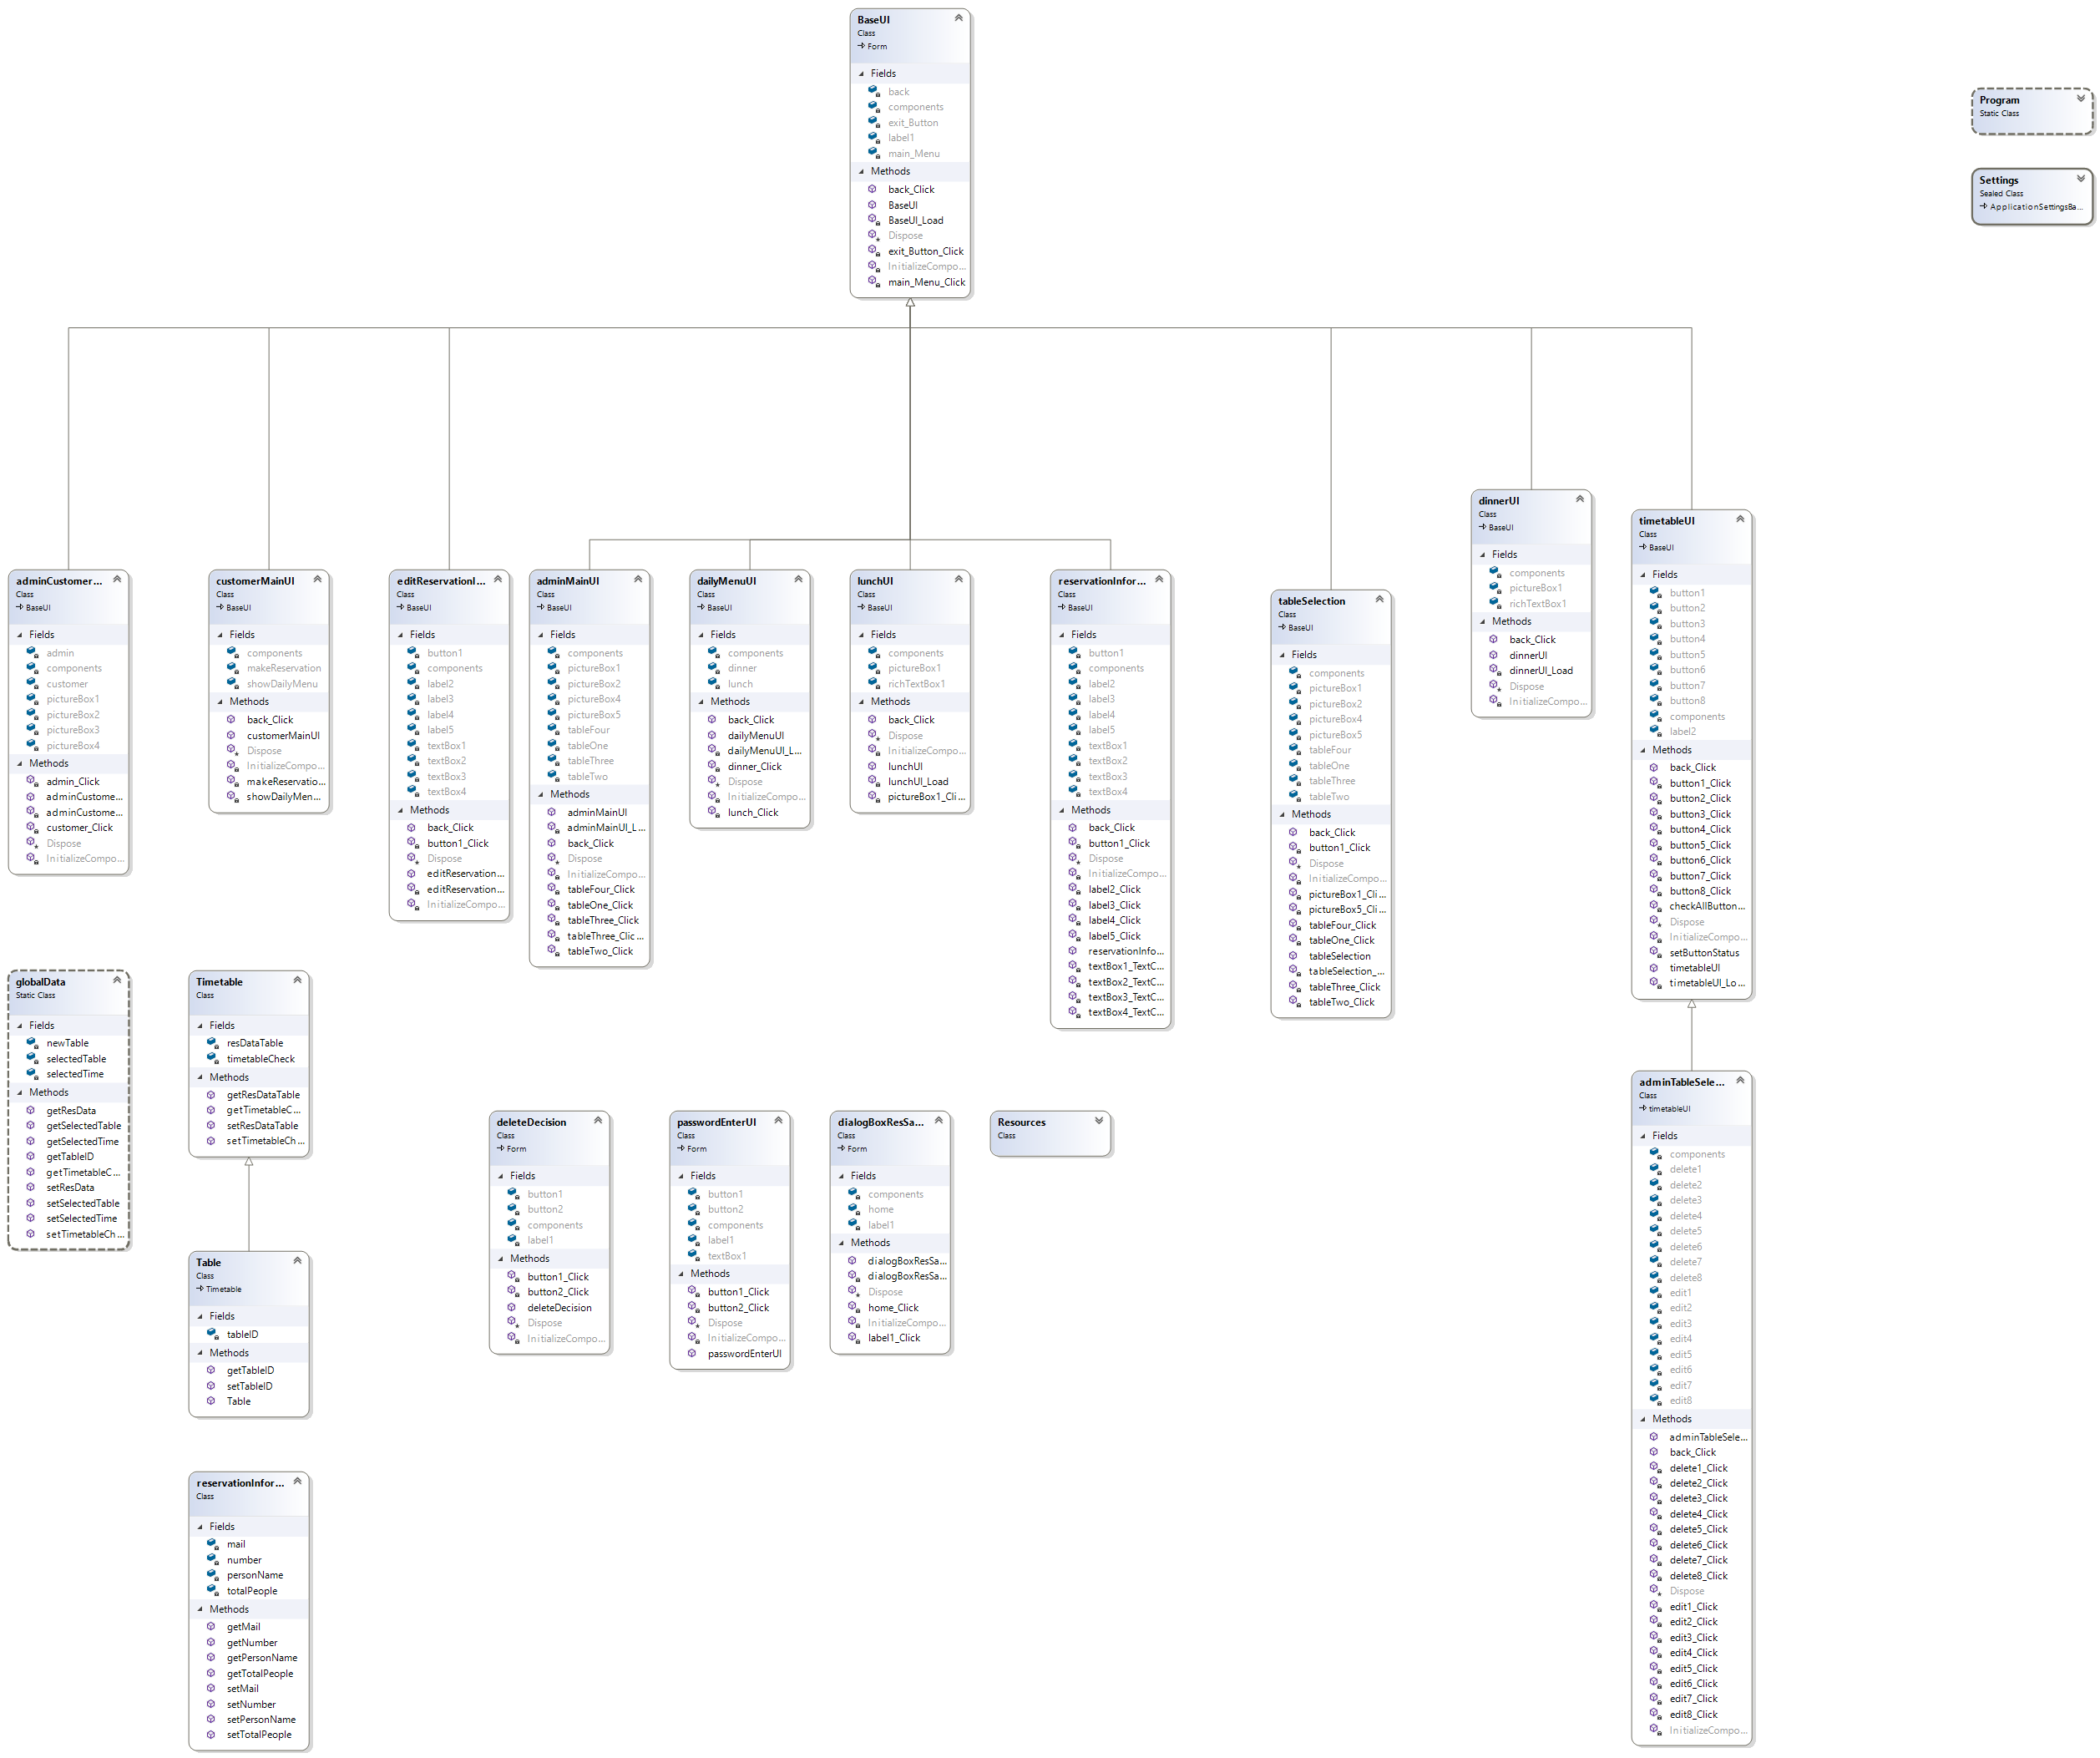 BaseUI
Class
Form
Fields
back
components
exit_Button
label1
main_Menu
Methods
back_Click
BaseUI
BaseUI_Load
Dispose
exit_Button_Click
InitializeCompo...
main_Menu_Click
Program
Static Class
Settings
Sealed Class
ApplicationSettingsBa...
adminCustomer...
Class
BaseUI
Fields
admin
components
customer
pictureBox1
pictureBox2
pictureBox3
pictureBox4
Methods
admin_Click
adminCustome...
adminCustome...
customer_Click
Dispose
InitializeCompo...
customerMainUI
Class
BaseUI
Fields
components
makeReservation
showDailyMenu
Methods
back_Click
customerMainUI
Dispose
InitializeCompo...
makeReservatio...
showDailyMen...
editReservationI...
Class
BaseUI
Fields
button1
components
label2
label3
label4
label5
textBox1
textBox2
textBox3
textBox4
Methods
back_Click
button1_Click
Dispose
editReservation...
editReservation...
InitializeCompo...
adminMainUI
Class
BaseUI
Fields
components
pictureBox1
pictureBox2
pictureBox4
pictureBox5
tableFour
tableOne
tableThree
tableTwo
Methods
adminMainUI
adminMainUI_L...
back_Click
Dispose
InitializeCompo...
tableFour_Click
tableOne_Click
tableThree_Click
tableThree_Clic...
tableTwo_Click
dailyMenuUI
Class
BaseUI
Fields
components
dinner
lunch
Methods
back_Click
dailyMenuUI
dailyMenuUI_L...
dinner_Click
Dispose
InitializeCompo...
lunch_Click
lunchUI
Class
BaseUI
Fields
components
pictureBox1
richTextBox1
Methods
back_Click
Dispose
InitializeCompo...
lunchUI
lunchUI_Load
pictureBox1_Cli...
reservationInfor...
Class
BaseUI
Fields
button1
components
label2
label3
label4
label5
textBox1
textBox2
textBox3
textBox4
Methods
back_Click
button1_Click
Dispose
InitializeCompo...
label2_Click
label3_Click
label4_Click
label5_Click
reservationInfo...
textBox1_TextC...
textBox2_TextC...
textBox3_TextC...
textBox4_TextC...
tableSelection
Class
BaseUI
Fields
components
pictureBox1
pictureBox2
pictureBox4
pictureBox5
tableFour
tableOne
tableThree
tableTwo
Methods
back_Click
button1_Click
Dispose
InitializeCompo...
pictureBox1_Cli...
pictureBox5_Cli...
tableFour_Click
tableOne_Click
tableSelection
tableSelection_...
tableThree_Click
tableTwo_Click
dinnerUI
Class
BaseUI
Fields
components
pictureBox1
richTextBox1
Methods
back_Click
dinnerUI
dinnerUI_Load
Dispose
InitializeCompo...
timetableUI
Class
BaseUI
Fields
button1
button2
button3
button4
button5
button6
button7
button8
components
label2
Methods
back_Click
button1_Click
button2_Click
button3_Click
button4_Click
button5_Click
button6_Click
button7_Click
button8_Click
checkAllButton...
Dispose
InitializeCompo...
setButtonStatus
timetableUI
timetableUI_Lo...
globalData
Static Class
Fields
newTable
selectedTable
selectedTime
Methods
getResData
getSelectedTable
getSelectedTime
getTableID
getTimetableC...
setResData
setSelectedTable
setSelectedTime
setTimetableCh...
Timetable
Class
Fields
resDataTable
timetableCheck
Methods
getResDataTable
getTimetableC...
setResDataTable
setTimetableCh...
Table
Class
Timetable
Fields
tableID
Methods
getTableID
setTableID
Table
reservationInfor...
Class
Fields
mail
number
personName
totalPeople
Methods
getMail
getNumber
getPersonName
getTotalPeople
setMail
setNumber
setPersonName
setTotalPeople
deleteDecision
Class
Form
Fields
button1
button2
components
label1
Methods
button1_Click
button2_Click
deleteDecision
Dispose
InitializeCompo...
passwordEnterUI
Class
Form
Fields
button1
button2
components
label1
textBox1
Methods
button1_Click
button2_Click
Dispose
InitializeCompo...
passwordEnterUI
dialogBoxResSa...
Class
Form
Fields
components
home
label1
Methods
dialogBoxResSa...
dialogBoxResSa...
Dispose
home_Click
InitializeCompo...
label1_Click
Resources
Class
adminTableSele...
Class
timetableUI
Fields
components
delete1
delete2
delete3
delete4
delete5
delete6
delete7
delete8
edit1
edit2
edit3
edit4
edit5
edit6
edit7
edit8
Methods
adminTableSele...
back_Click
delete1_Click
delete2_Click
delete3_Click
delete4_Click
delete5_Click
delete6_Click
delete7_Click
delete8_Click
Dispose
edit1_Click
edit2_Click
edit3_Click
edit4_Click
edit5_Click
edit6_Click
edit7_Click
edit8_Click
InitializeCompo...